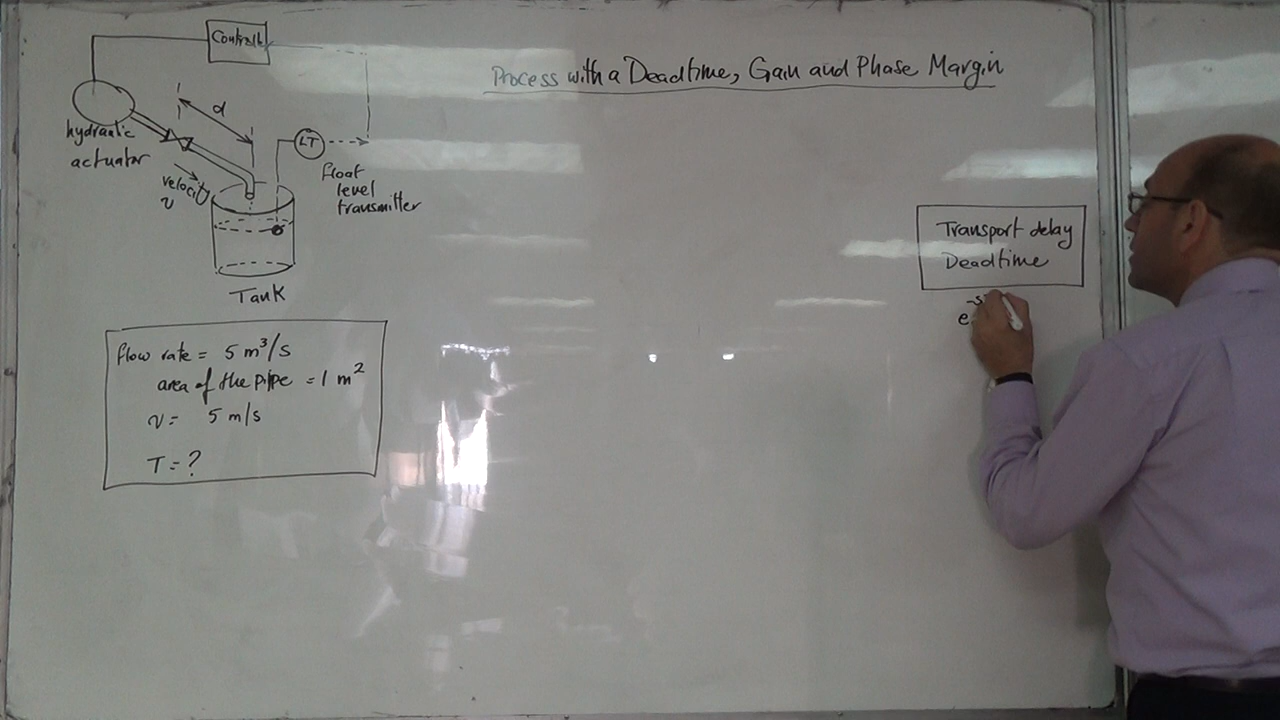 Controll
Process with a Deadtime, Gain and Phase Margin
d
hydraulic
actuator
LT
velocity
v
float
level
transmitter
Tank
Transport delay
Deadtime
e-s
flow rate = 5 m³/s
area of the pipe = 1 m²
v = 5 m/s
T = ?